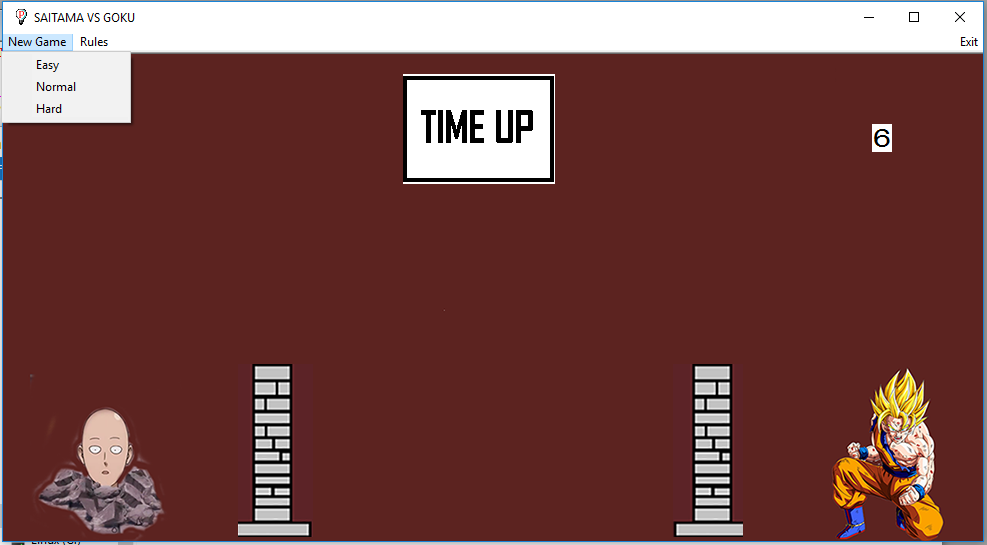 SAITAMA VS GOKU
New Game Rules Exit
Easy
Normal
Hard
TIME UP
6